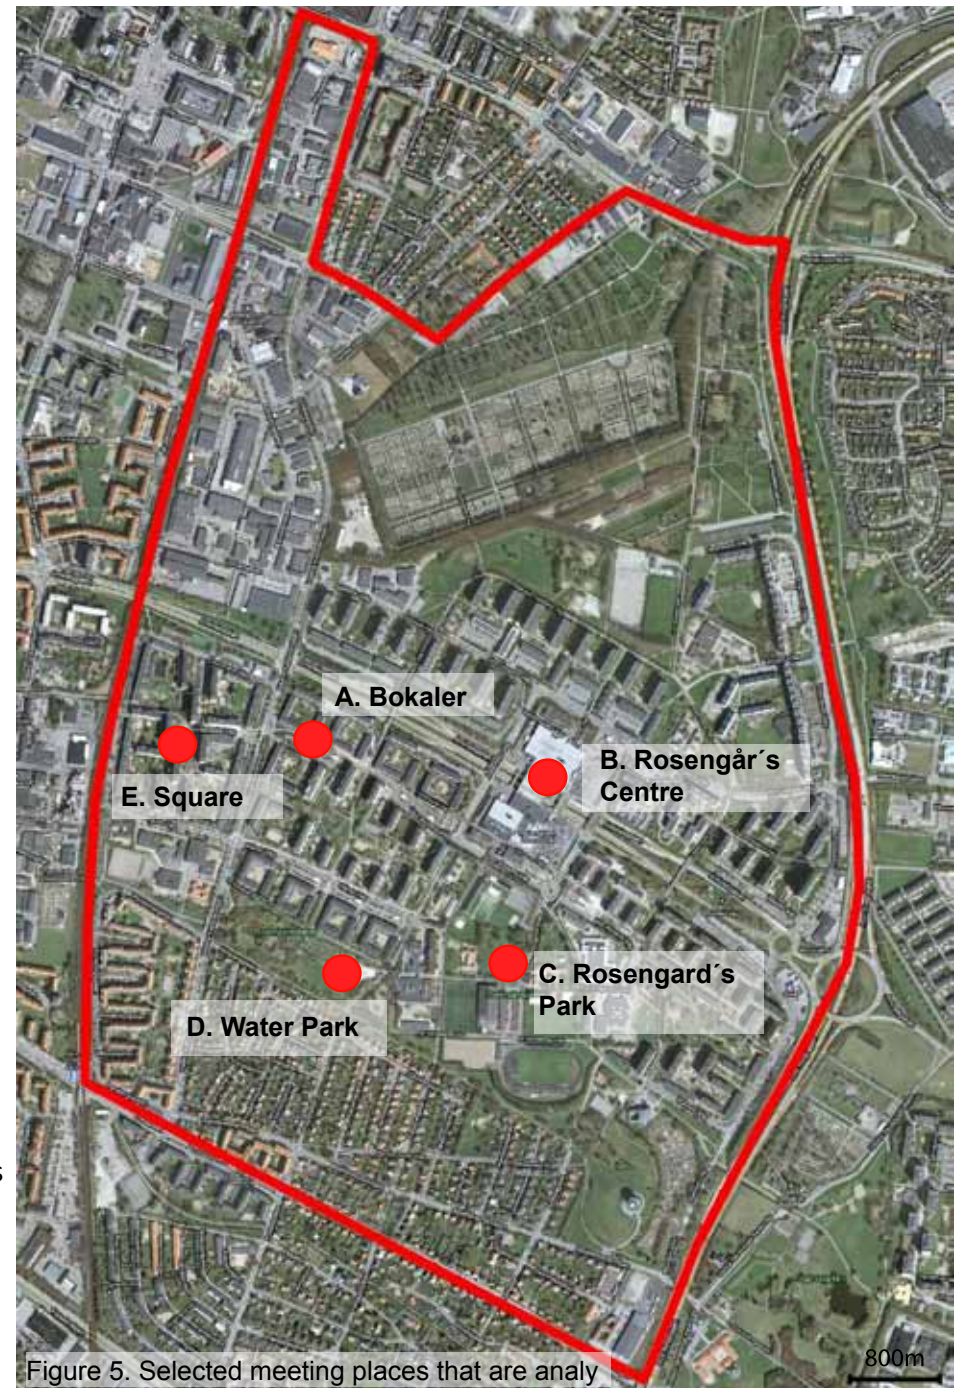 A. Bokaler
B. Rosengår´s
Centre
E. Square
C. Rosengard´s
Park
D. Water Park
s
Figure 5. Selected meeting places that are analy
800m